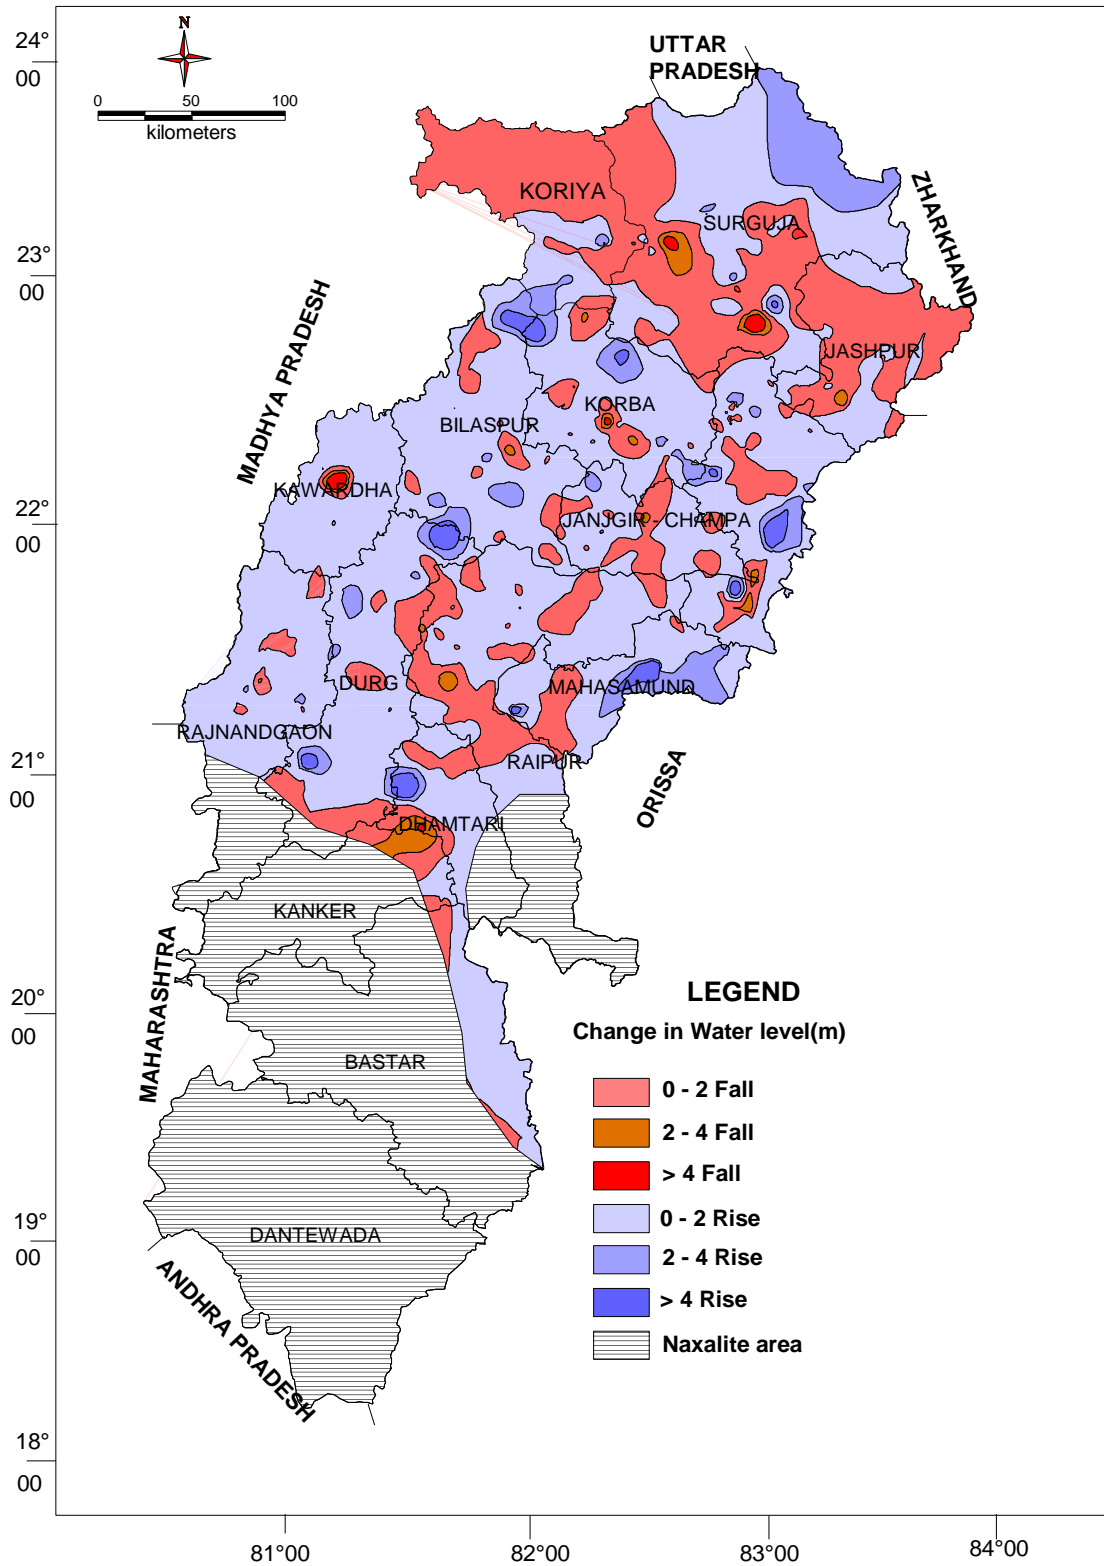 24°
00
N
0 50 100
kilometers
UTTAR
PRADESH
KORIYA
SURGUJA
ZHARKHAND
23°
00
MADHYA PRADESH
JASHPUR
KORBA
BILASPUR
KAWARDHA
22°
00
JANJGIR - CHAMPA
DURG
MAHASAMUND
RAJNANDGAON
RAIPUR
21°
00
ORISSA
DHAMTARI
KANKER
MAHARASHTRA
20°
00
BASTAR
LEGEND
Change in Water level(m)
0 - 2 Fall
2 - 4 Fall
> 4 Fall
0 - 2 Rise
2 - 4 Rise
> 4 Rise
Naxalite area
19°
00
DANTEWADA
ANDHRA PRADESH
18°
00
81°00 82°00 83°00 84°00